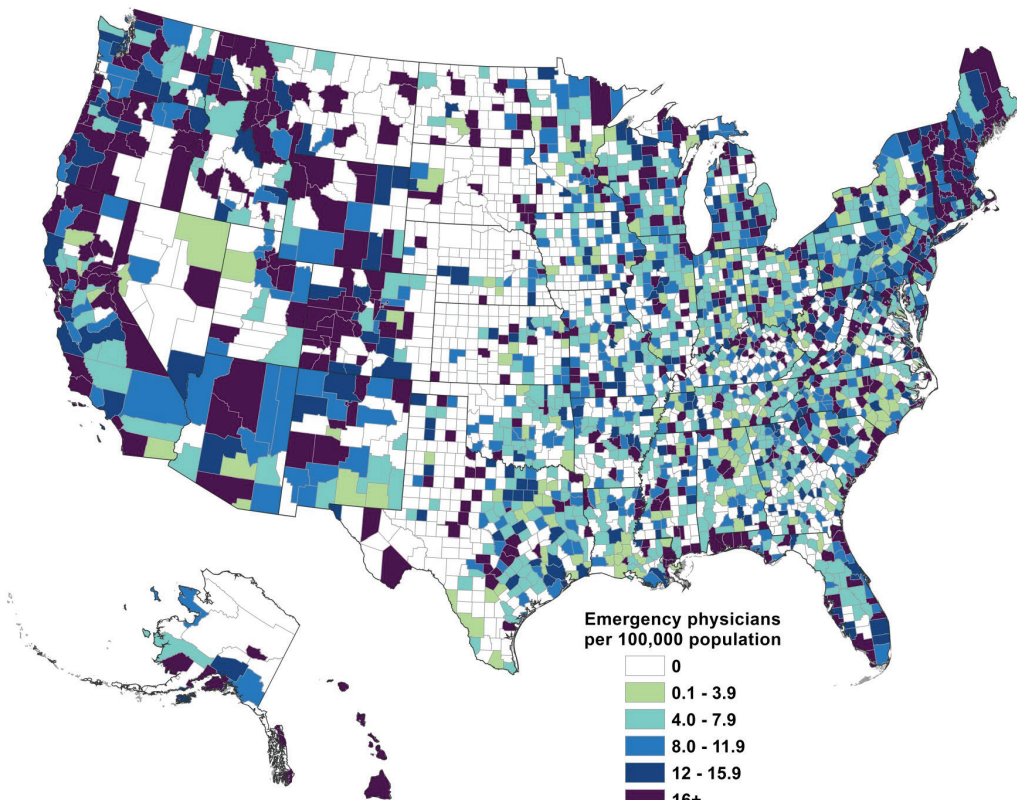 Emergency physicians
per 100,000 population
0
0.1 - 3.9
4.0 - 7.9
8.0 - 11.9
12 - 15.9
16+